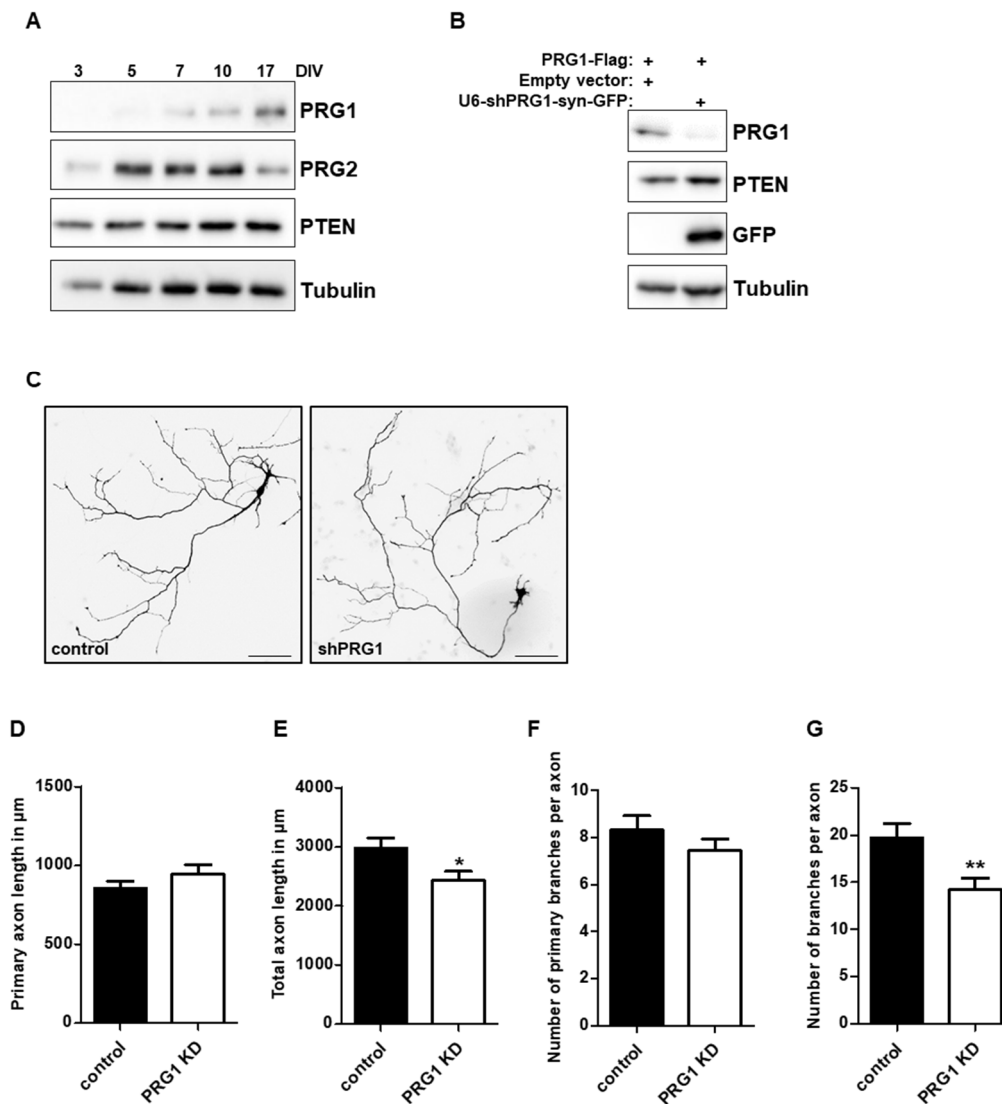 A
3 5 7 10 17 DIV
PRG1
PRG2
PTEN
Tubulin
B
PRG1-Flag: + +
Empty vector: +
U6-shPRG1-syn-GFP: +
PRG1
PTEN
GFP
Tubulin
C
control
shPRG1
D
Primary axon length in µm
1500
1000
500
0
control
PRG1 KD
E
Total axon length in µm
4000
3000
2000
1000
0
*
control
PRG1 KD
F
Number of primary branches per axon
10
8
6
4
2
0
control
PRG1 KD
G
Number of branches per axon
25
20
15
10
5
0
**
control
PRG1 KD